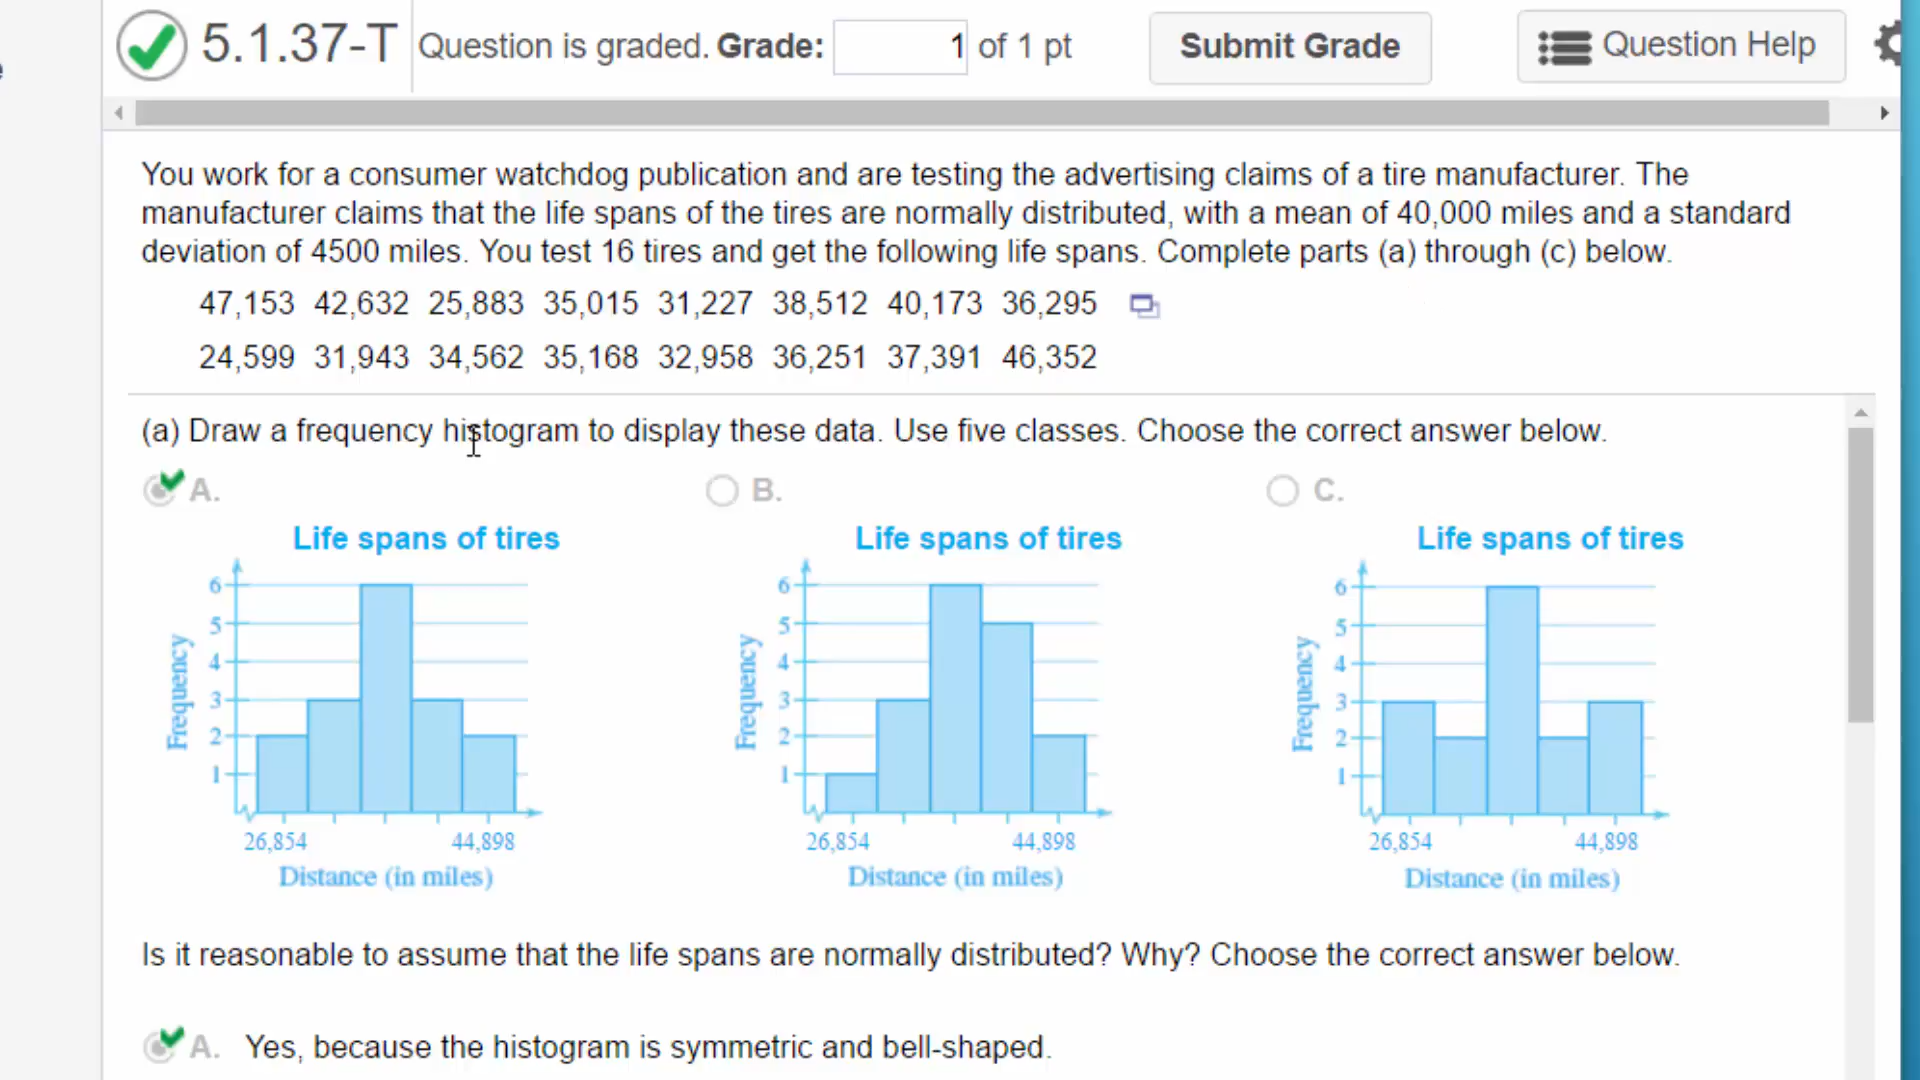 5.1.37-T Question is graded. Grade: 1 of 1 pt Submit Grade Question Help
You work for a consumer watchdog publication and are testing the advertising claims of a tire manufacturer. The
manufacturer claims that the life spans of the tires are normally distributed, with a mean of 40,000 miles and a standard
deviation of 4500 miles. You test 16 tires and get the following life spans. Complete parts (a) through (c) below.
47,153 42,632 25,883 35,015 31,227 38,512 40,173 36,295
24,599 31,943 34,562 35,168 32,958 36,251 37,391 46,352
(a) Draw a frequency histogram to display these data. Use five classes. Choose the correct answer below.
A.
Life spans of tires
6
5
4
3
2
1
Frequency
26,854 44,898
Distance (in miles)
B.
Life spans of tires
6
5
4
3
2
1
Frequency
26,854 44,898
Distance (in miles)
C.
Life spans of tires
6
5
4
3
2
1
Frequency
26,854 44,898
Distance (in miles)
Is it reasonable to assume that the life spans are normally distributed? Why? Choose the correct answer below.
A. Yes, because the histogram is symmetric and bell-shaped.